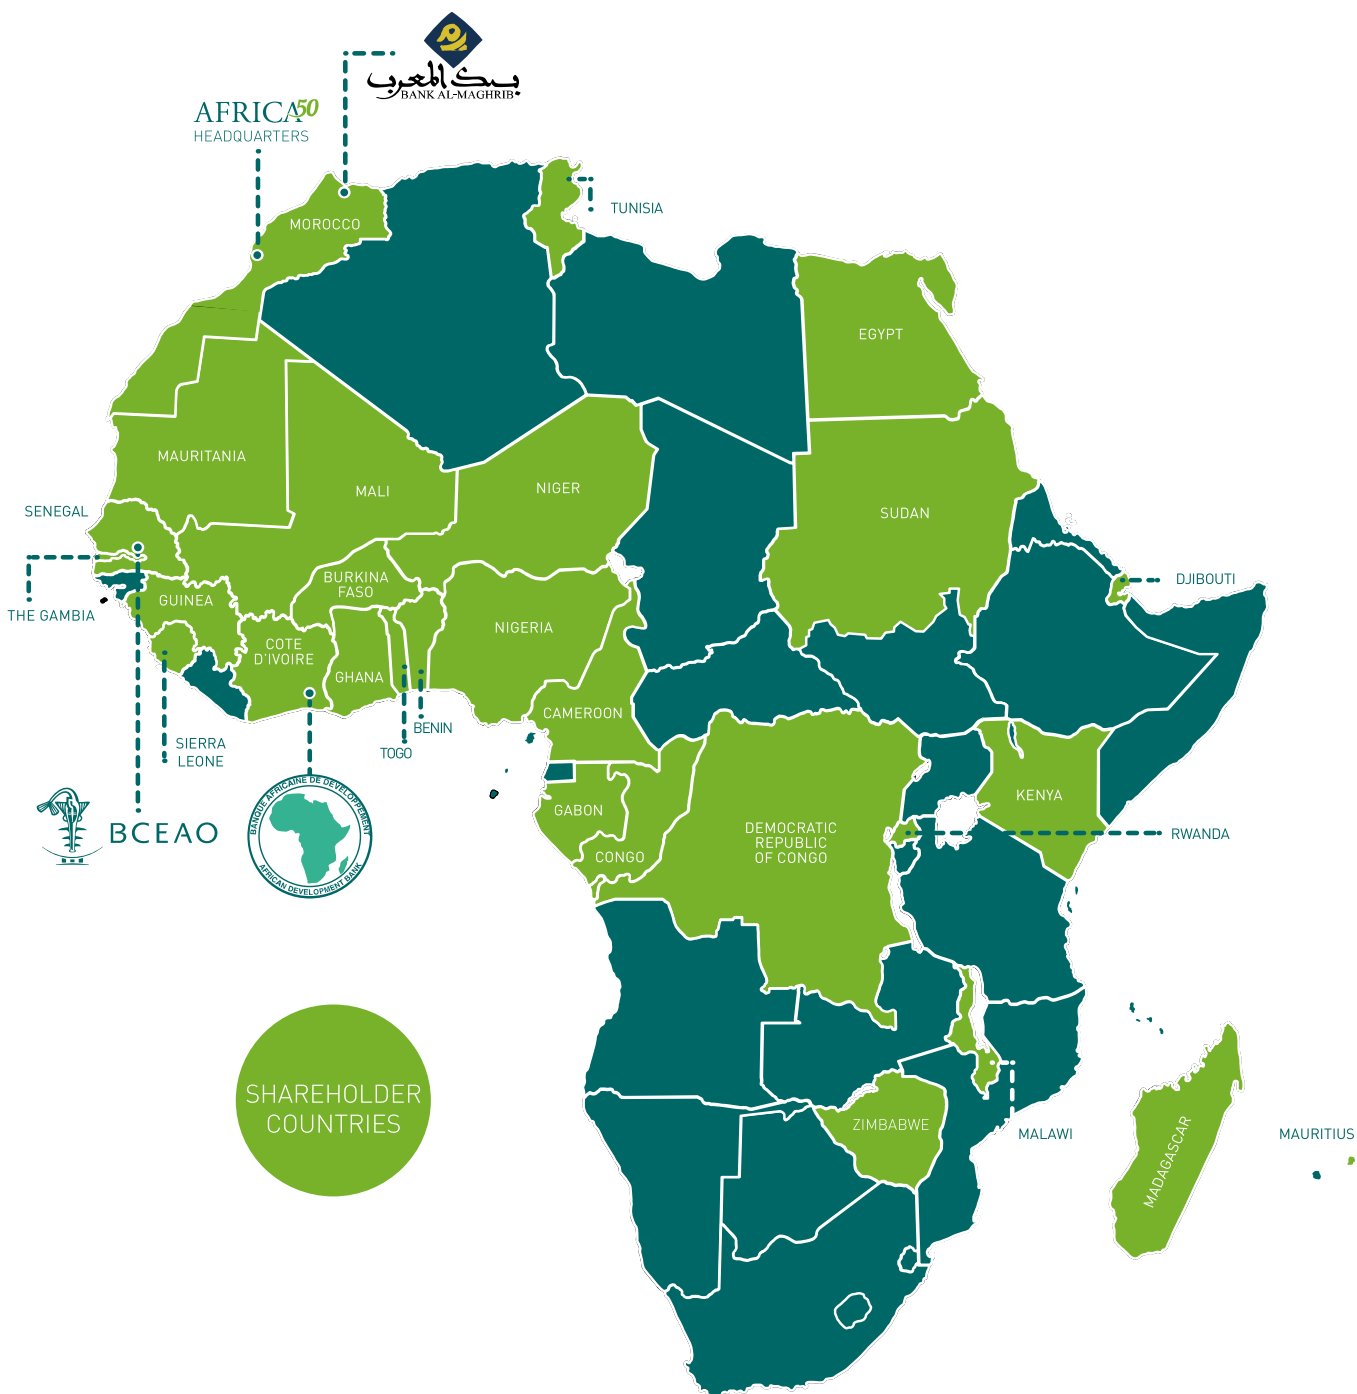 بنك المغرب
BANK AL-MAGHRIB
AFRICA50
HEADQUARTERS
MOROCCO
TUNISIA
EGYPT
MAURITANIA
MALI
NIGER
SUDAN
SENEGAL
DJIBOUTI
BURKINA
FASO
GUINEA
THE GAMBIA
NIGERIA
COTE
D'IVOIRE
GHANA
CAMEROON
BENIN
TOGO
SIERRA
LEONE
GABON
KENYA
BCEAO
BANQUE AFRICAINE DE DEVELOPPEMENT
AFRICAN DEVELOPMENT BANK
DEMOCRATIC
REPUBLIC
OF CONGO
RWANDA
CONGO
SHAREHOLDER
COUNTRIES
ZIMBABWE
MALAWI
MADAGASCAR
MAURITIUS